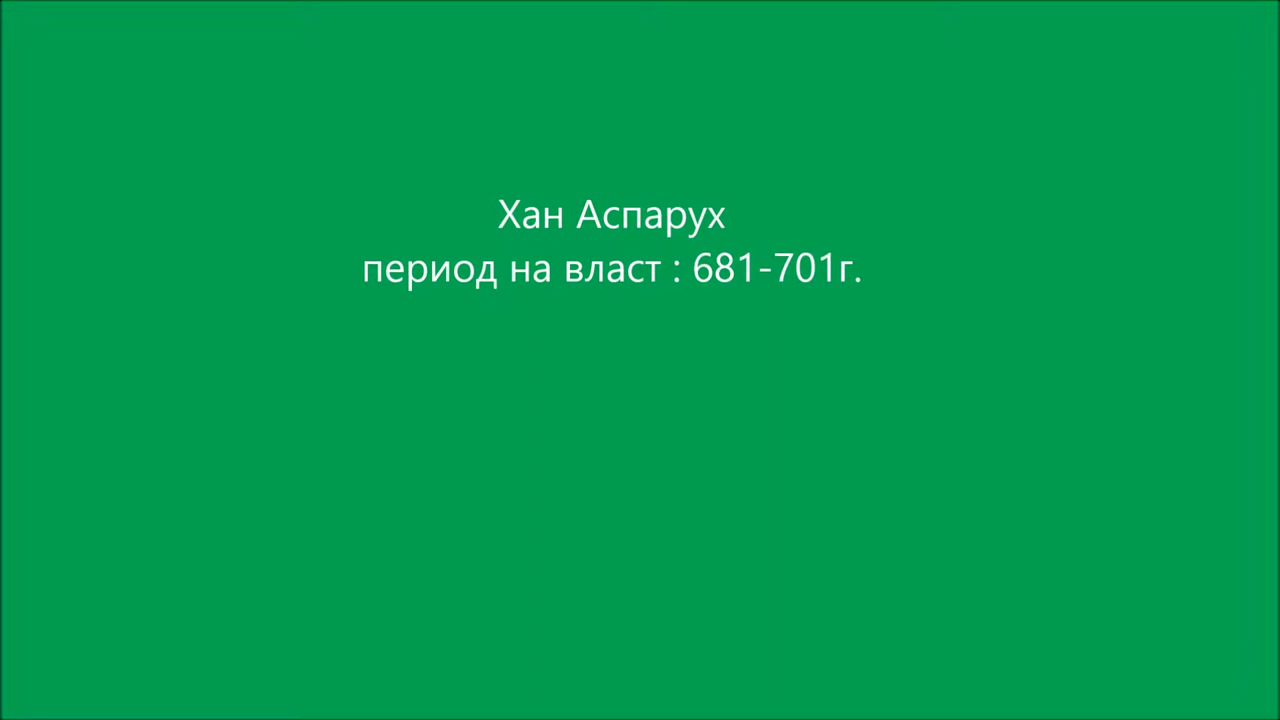 Хан Аспарух
период на власт : 681-701г.